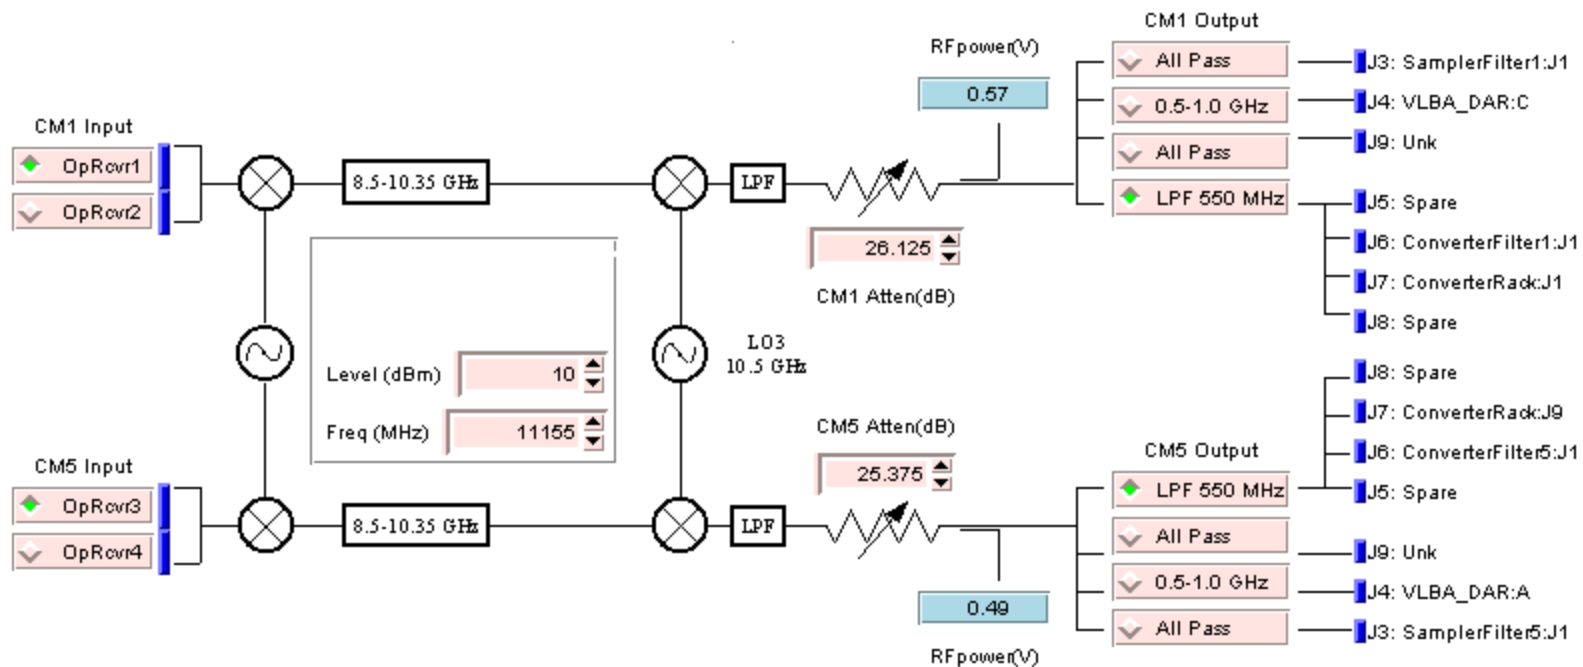 CM1 Output
RFpower(V)
All Pass
J3: SamplerFilter1:J1
0.57
0.5-1.0 GHz
J4: VLBA_DAR:C
CM1 Input
J9: Unk
All Pass
OpRcvr1
8.5-10.35 GHz
LPF
LPF 550 MHz
J5: Spare
OpRcvr2
26.125
J6: ConverterFilter1:J1
CM1 Atten(dB)
J7: ConverterRack:J1
J8: Spare
LO3
10.5 GHz
Level (dBm)
10
J8: Spare
Freq (MHz)
11155
CM5 Atten(dB)
J7: ConverterRack:J9
CM5 Output
J6: ConverterFilter5:J1
CM5 Input
25.375
LPF 550 MHz
J5: Spare
OpRcvr3
8.5-10.35 GHz
LPF
All Pass
OpRcvr4
J9: Unk
0.5-1.0 GHz
J4: VLBA_DAR:A
0.49
All Pass
J3: SamplerFilter5:J1
RFpower(V)